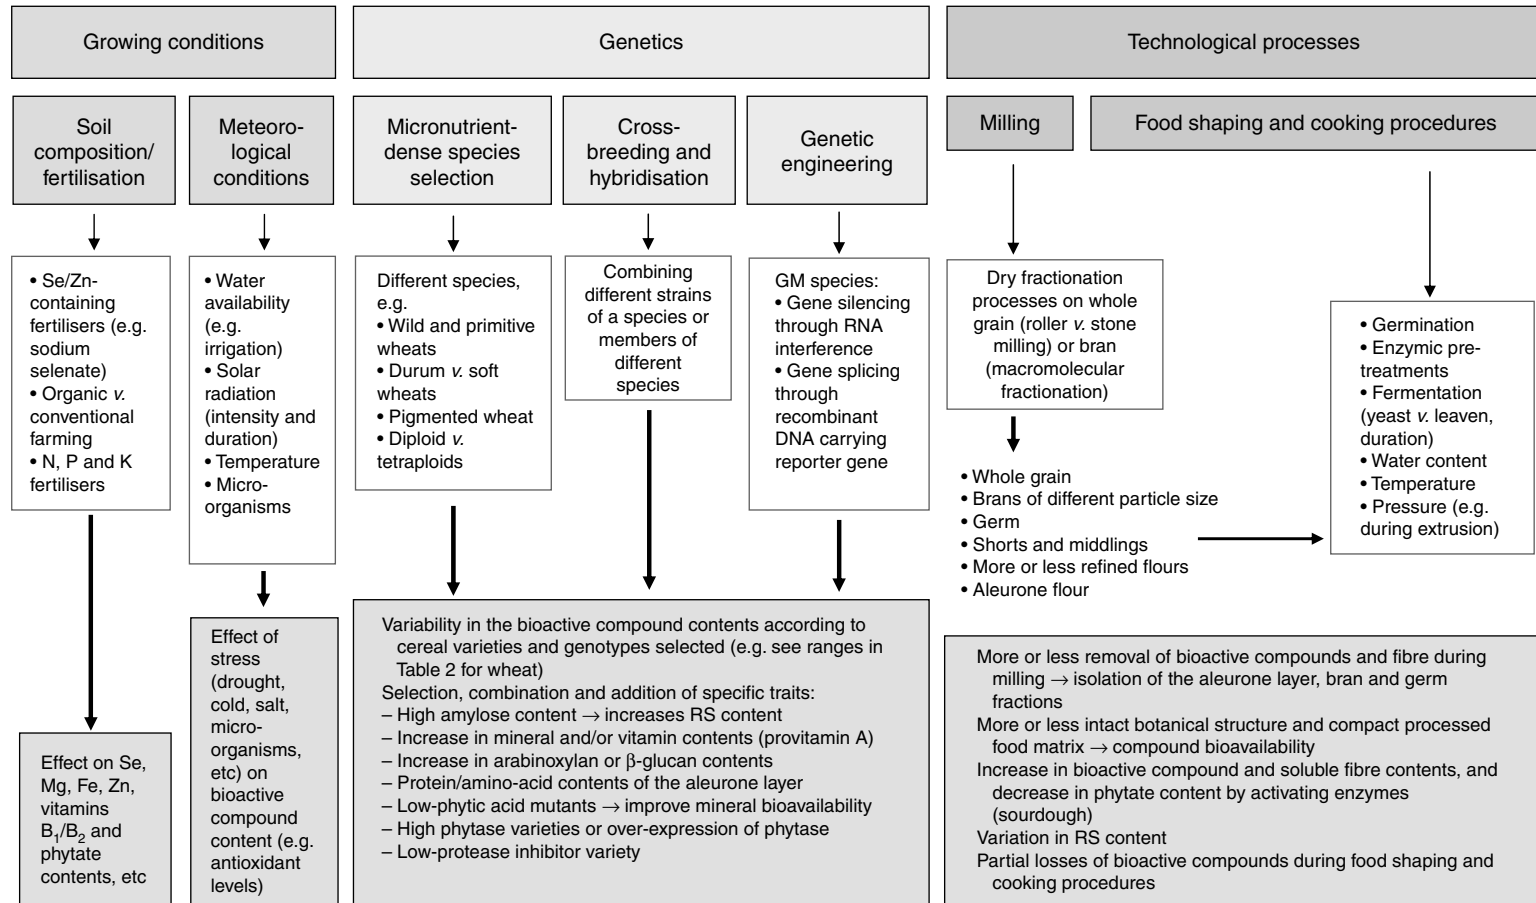 Growing conditions
Genetics
Technological processes
Soil
composition/
fertilisation
Meteoro-
logical
conditions
Micronutrient-
dense species
selection
Cross-
breeding and
hybridisation
Genetic
engineering
Milling
Food shaping and cooking procedures
• Se/Zn-
containing
fertilisers (e.g.
sodium
selenate)
• Organic v.
conventional
farming
• N, P and K
fertilisers
• Water
availability
(e.g.
irrigation)
• Solar
radiation
(intensity and
duration)
• Temperature
• Micro-
organisms
Different species,
e.g.
• Wild and primitive
wheats
• Durum v. soft
wheats
• Pigmented wheat
• Diploid v.
tetraploids
Combining
different strains
of a species or
members of
different
species
GM species:
• Gene silencing
through RNA
interference
• Gene splicing
through
recombinant
DNA carrying
reporter gene
Dry fractionation
processes on whole
grain (roller v. stone
milling) or bran
(macromolecular
fractionation)
• Whole grain
• Brans of different particle size
• Germ
• Shorts and middlings
• More or less refined flours
• Aleurone flour
• Germination
• Enzymic pre-
treatments
• Fermentation
(yeast v. leaven,
duration)
• Water content
• Temperature
• Pressure (e.g.
during extrusion)
Effect on Se,
Mg, Fe, Zn,
vitamins
B1/B2 and
phytate
contents, etc
Effect of
stress
(drought,
cold, salt,
micro-
organisms,
etc) on
bioactive
compound
content (e.g.
antioxidant
levels)
Variability in the bioactive compound contents according to
cereal varieties and genotypes selected (e.g. see ranges in
Table 2 for wheat)
Selection, combination and addition of specific traits:
– High amylose content → increases RS content
– Increase in mineral and/or vitamin contents (provitamin A)
– Increase in arabinoxylan or β-glucan contents
– Protein/amino-acid contents of the aleurone layer
– Low-phytic acid mutants → improve mineral bioavailability
– High phytase varieties or over-expression of phytase
– Low-protease inhibitor variety
More or less removal of bioactive compounds and fibre during
milling → isolation of the aleurone layer, bran and germ
fractions
More or less intact botanical structure and compact processed
food matrix → compound bioavailability
Increase in bioactive compound and soluble fibre contents, and
decrease in phytate content by activating enzymes
(sourdough)
Variation in RS content
Partial losses of bioactive compounds during food shaping and
cooking procedures